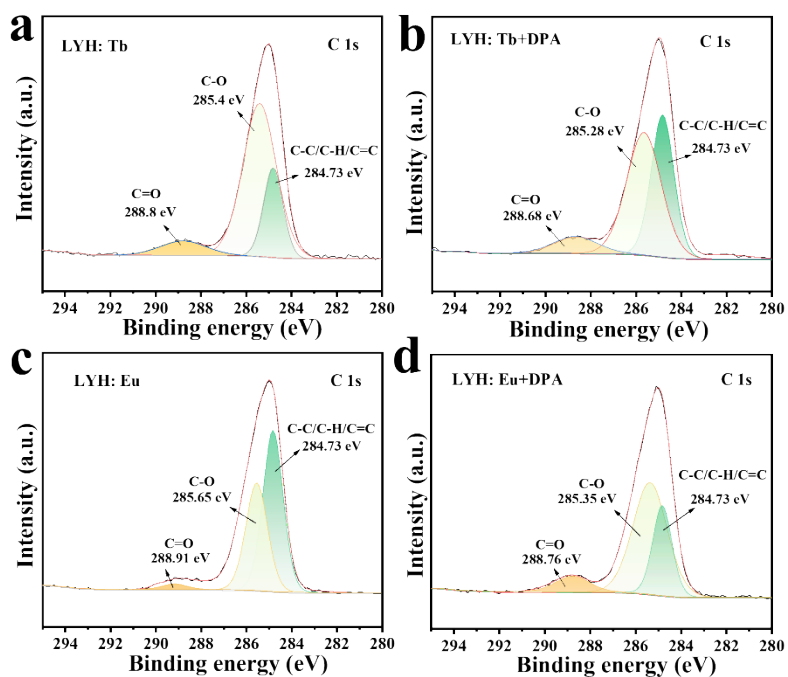 a
LYH: Tb
C 1s
C-O
285.4 eV
C-C/C-H/C=C
284.73 eV
C=O
288.8 eV
Intensity (a.u.)
294 292 290 288 286 284 282 280
Binding energy (eV)
b
LYH: Tb+DPA
C 1s
C-O
285.28 eV
C-C/C-H/C=C
284.73 eV
C=O
288.68 eV
Intensity (a.u.)
294 292 290 288 286 284 282 280
Binding energy (eV)
c
LYH: Eu
C 1s
C-C/C-H/C=C
284.73 eV
C-O
285.65 eV
C=O
288.91 eV
Intensity (a.u.)
294 292 290 288 286 284 282 280
Binding energy (eV)
d
LYH: Eu+DPA
C 1s
C-O
285.35 eV
C-C/C-H/C=C
284.73 eV
C=O
288.76 eV
Intensity (a.u.)
294 292 290 288 286 284 282 280
Binding energy (eV)